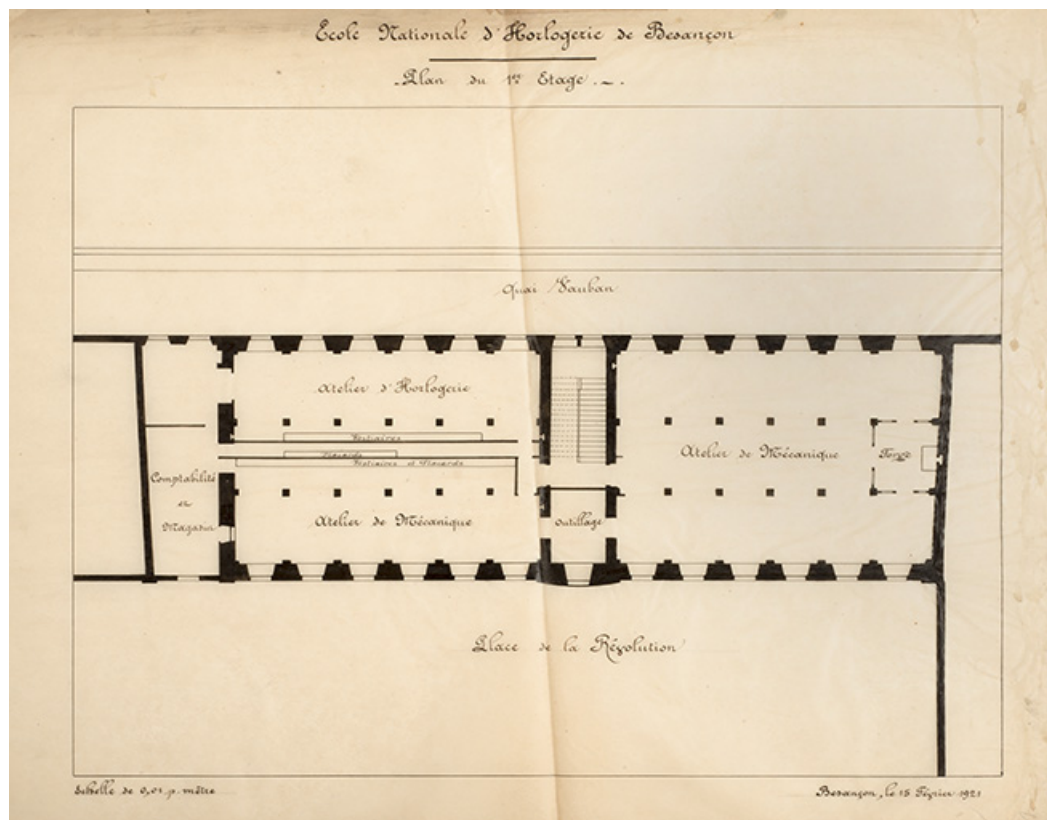 École Nationale d'Horlogerie de Besançon
Plan du 1er Etage
Quai Vauban
Atelier d'Horlogerie
Vestiaires
Placards
Vestiaires et Placards
Atelier de Mécanique
Forge
Comptabilité
et
Magasin
Atelier de Mécanique
Outillage
Place de la Révolution
Echelle de 0,01 p. mètre
Besançon, le 15 Février 1921